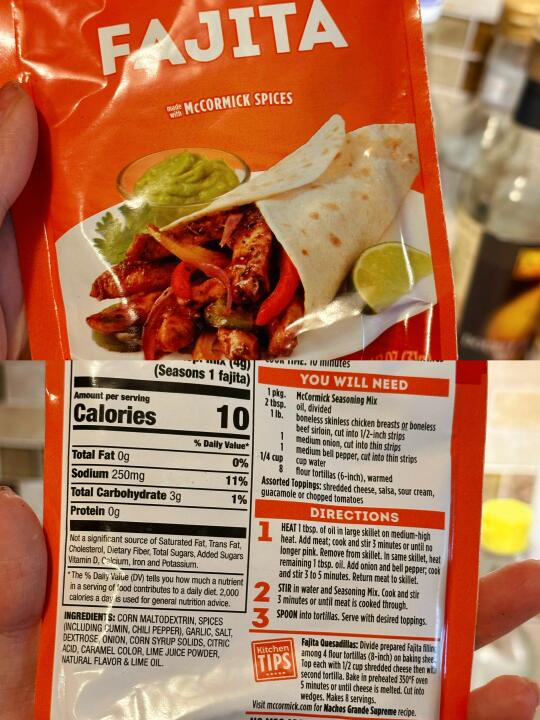 FAJITA
made with McCORMICK SPICES
mix (4g)
(Seasons 1 fajita)
Amount per serving
Calories 10
% Daily Value*
Total Fat 0g 0%
Sodium 250mg 11%
Total Carbohydrate 3g 1%
Protein 0g
Not a significant source of Saturated Fat, Trans Fat,
Cholesterol, Dietary Fiber, Total Sugars, Added Sugars
Vitamin D, Calcium, Iron and Potassium.
*The % Daily Value (DV) tells you how much a nutrient
in a serving of food contributes to a daily diet. 2,000
calories a day is used for general nutrition advice.
INGREDIENTS: CORN MALTODEXTRIN, SPICES
(INCLUDING CUMIN, CHILI PEPPER), GARLIC, SALT,
DEXTROSE, ONION, CORN SYRUP SOLIDS, CITRIC
ACID, CARAMEL COLOR, LIME JUICE POWDER,
NATURAL FLAVOR & LIME OIL.
COOK TIME: 10 minutes
YOU WILL NEED
1 pkg. McCormick Seasoning Mix
2 tbsp. oil, divided
1 lb. boneless skinless chicken breasts or boneless
beef sirloin, cut into 1/2-inch strips
1 medium onion, cut into thin strips
1 medium bell pepper, cut into thin strips
1/4 cup water
8 flour tortillas (6-inch), warmed
Assorted Toppings: shredded cheese, salsa, sour cream,
guacamole or chopped tomatoes
DIRECTIONS
1 HEAT 1 tbsp. of oil in large skillet on medium-high
heat. Add meat; cook and stir 3 minutes or until no
longer pink. Remove from skillet. In same skillet, heat
remaining 1 tbsp. oil. Add onion and bell pepper; cook
and stir 3 to 5 minutes. Return meat to skillet.
2 STIR in water and Seasoning Mix. Cook and stir
3 minutes or until meat is cooked through.
3 SPOON into tortillas. Serve with desired toppings.
Kitchen
TIPS
Fajita Quesadillas: Divide prepared Fajita filling
among 4 flour tortillas (8-inch) on baking sheet
Top each with 1/2 cup shredded cheese then with
second tortilla. Bake in preheated 350°F oven
5 minutes or until cheese is melted. Cut into
wedges. Makes 8 servings.
Visit mccormick.com for Nachos Grande Supreme recipe.